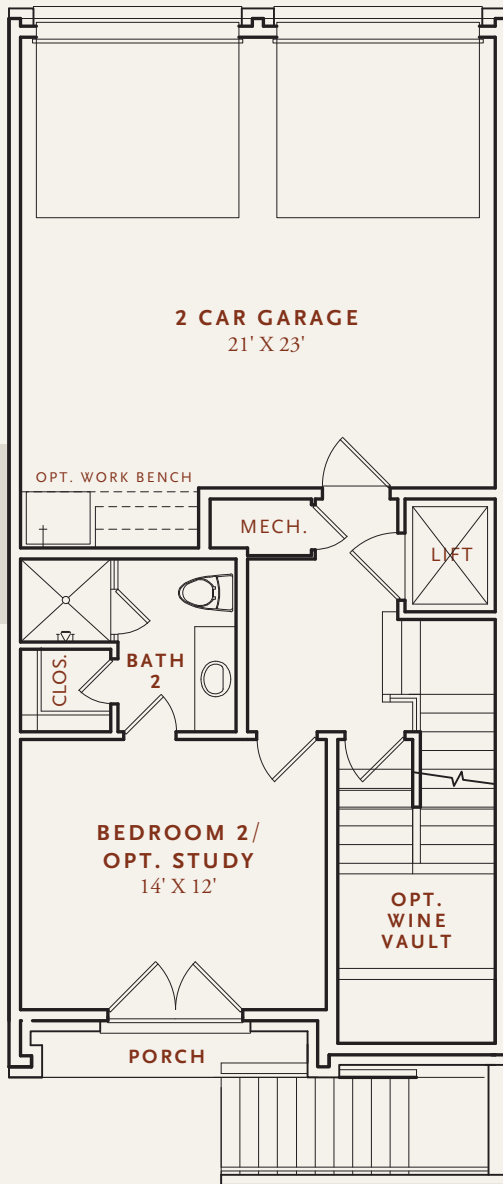 2 CAR GARAGE
21' X 23'
OPT. WORK BENCH
MECH.
LIFT
CLOS.
BATH
2
BEDROOM 2/
OPT. STUDY
14' X 12'
OPT.
WINE
VAULT
PORCH